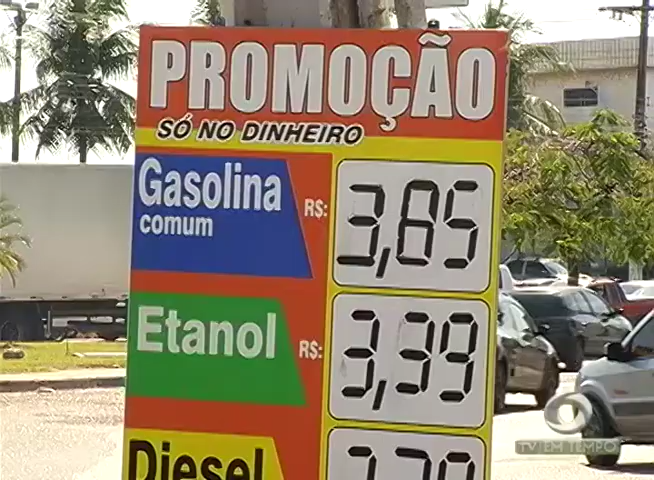 PROMOÇÃO
SÓ NO DINHEIRO
Gasolina
comum
R$: 3,65
Etanol
R$: 3,39
Diesel
TV EM TEMPO